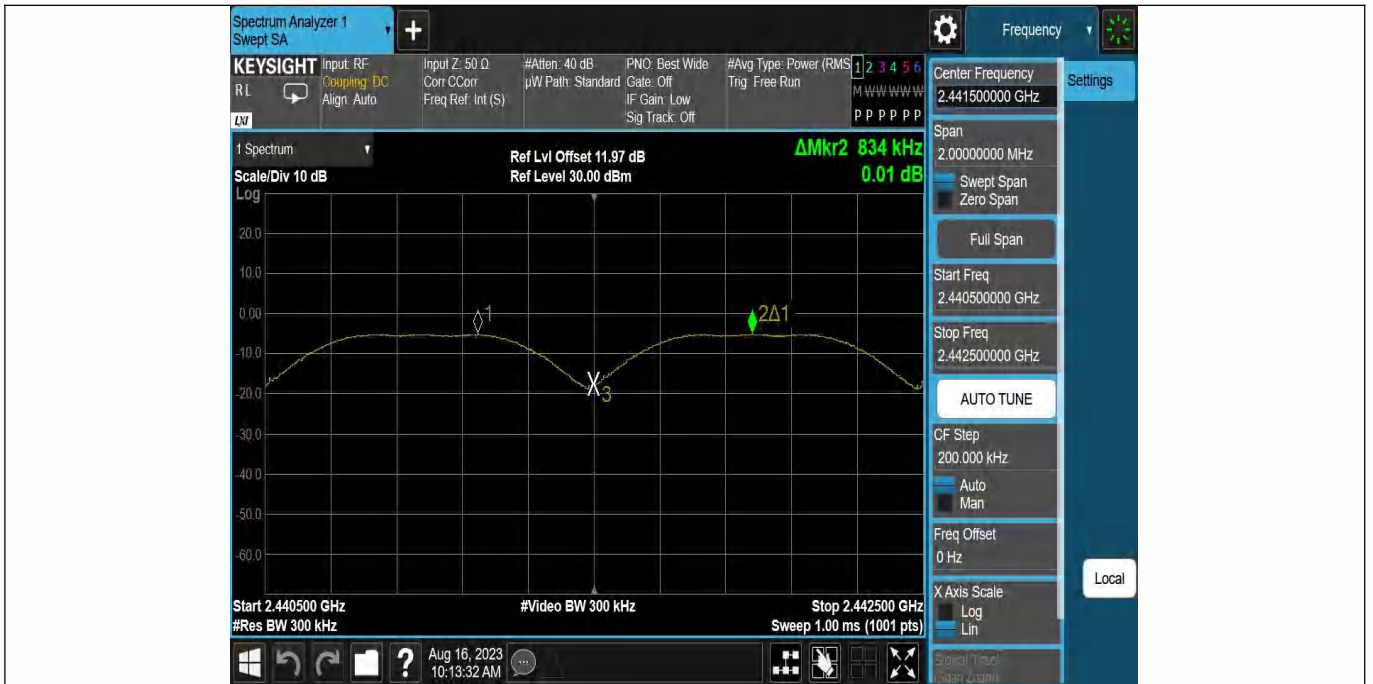 Spectrum Analyzer 1
Swept SA
+
Frequency
KEYSIGHT
RL
LXI
Input: RF
Coupling: DC
Align: Auto
Input Z: 50 Ω
Corr CCorr
Freq Ref: Int (S)
#Atten: 40 dB
µW Path: Standard
PNO: Best Wide
Gate: Off
IF Gain: Low
Sig Track: Off
#Avg Type: Power (RMS
Trig: Free Run
1 2 3 4 5 6
M W W W W W
P P P P P P
1 Spectrum
Scale/Div 10 dB
Ref Lvl Offset 11.97 dB
Ref Level 30.00 dBm
ΔMkr2 834 kHz
0.01 dB
Log
20.0
10.0
0.00
-10.0
-20.0
-30.0
-40.0
-50.0
-60.0
1
2Δ1
X3
Start 2.440500 GHz
#Res BW 300 kHz
#Video BW 300 kHz
Stop 2.442500 GHz
Sweep 1.00 ms (1001 pts)
Center Frequency
2.441500000 GHz
Settings
Span
2.00000000 MHz
Swept Span
Zero Span
Full Span
Start Freq
2.440500000 GHz
Stop Freq
2.442500000 GHz
AUTO TUNE
CF Step
200.000 kHz
Auto
Man
Freq Offset
0 Hz
X Axis Scale
Log
Lin
Signal Track
(Span Zoom)
Local
?
Aug 16, 2023
10:13:32 AM